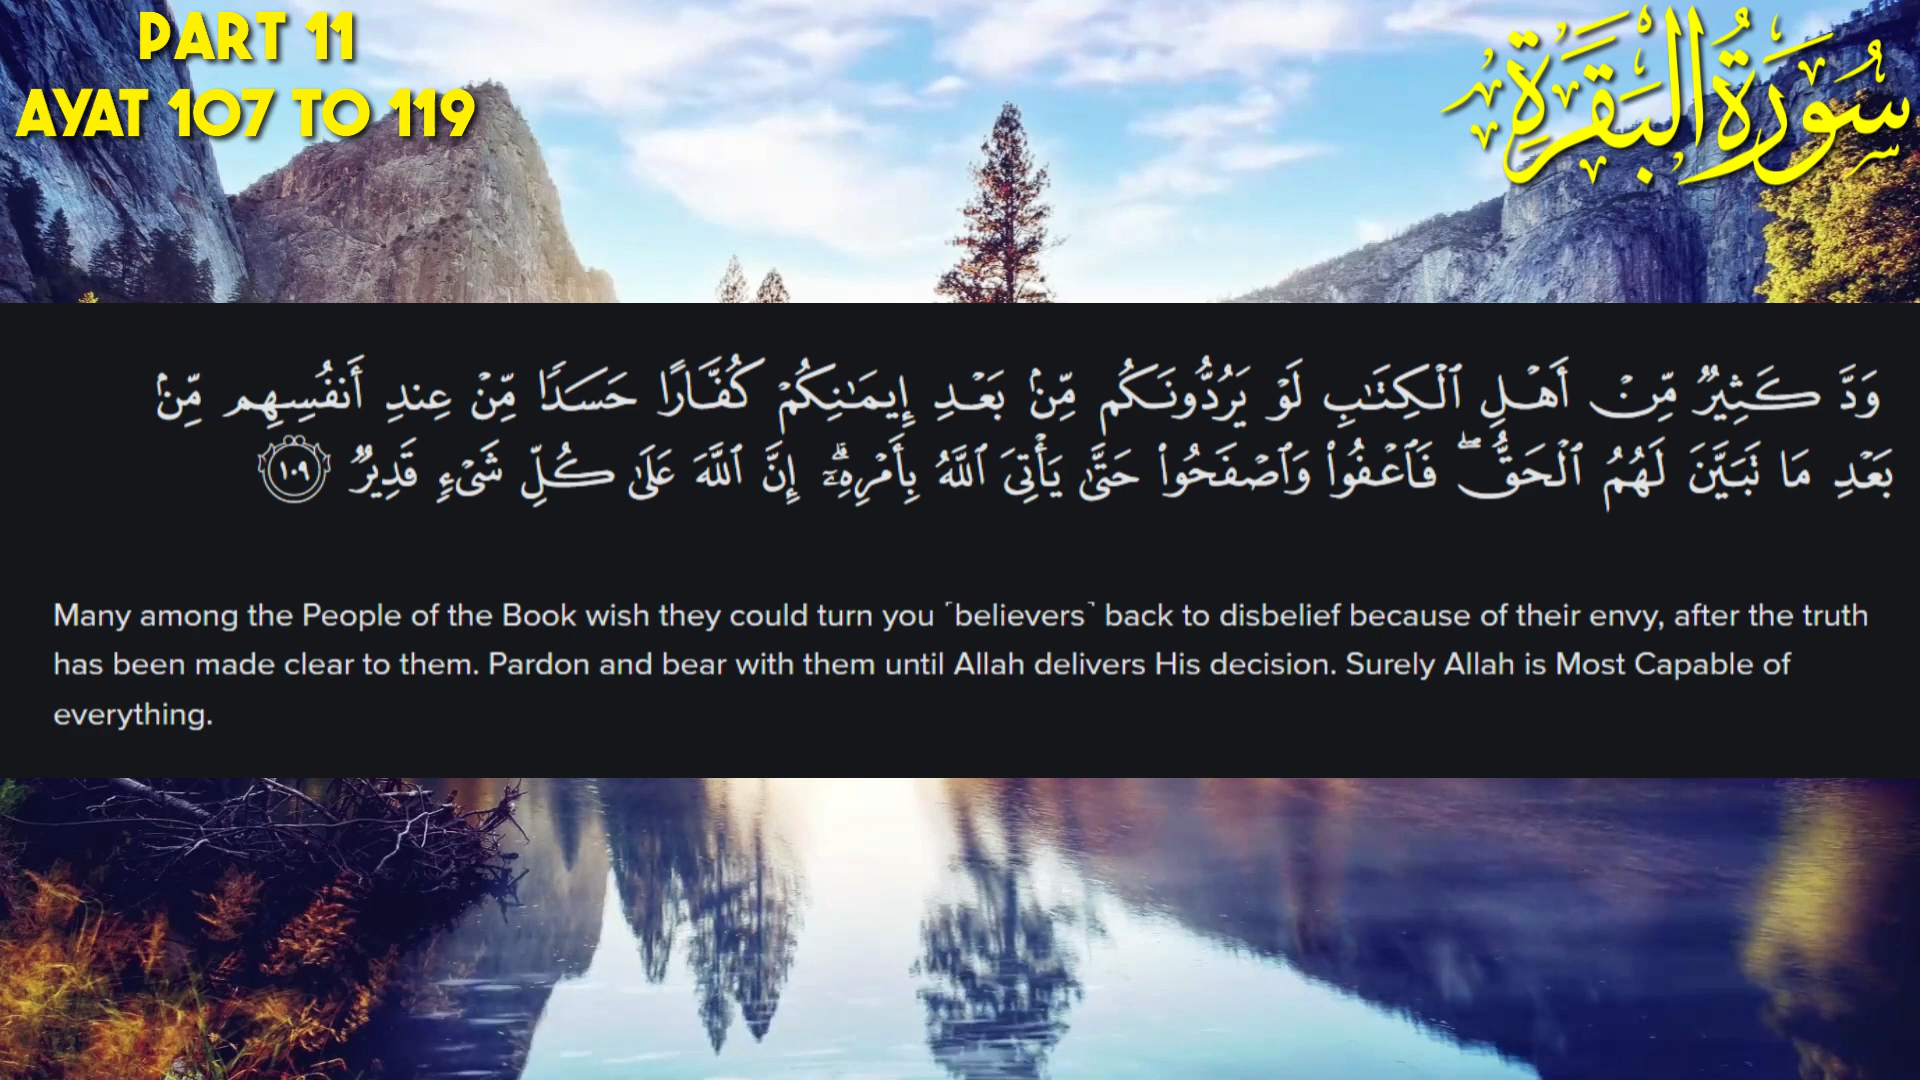 PART 11
AYAT 107 TO 119
سُورَةُ البَقَرَةِ
وَدَّ كَثِيرٌ مِّنْ أَهْلِ ٱلْكِتَـٰبِ لَوْ يَرُدُّونَكُم مِّنۢ بَعْدِ إِيمَـٰنِكُمْ كُفَّارًا حَسَدًا مِّنْ عِندِ أَنفُسِهِم مِّنۢ
بَعْدِ مَا تَبَيَّنَ لَهُمُ ٱلْحَقُّ ۖ فَٱعْفُوا۟ وَٱصْفَحُوا۟ حَتَّىٰ يَأْتِىَ ٱللَّهُ بِأَمْرِهِۦٓ ۗ إِنَّ ٱللَّهَ عَلَىٰ كُلِّ شَىْءٍ قَدِيرٌ ١٠٩
Many among the People of the Book wish they could turn you ˹believers˺ back to disbelief because of their envy, after the truth
has been made clear to them. Pardon and bear with them until Allah delivers His decision. Surely Allah is Most Capable of
everything.